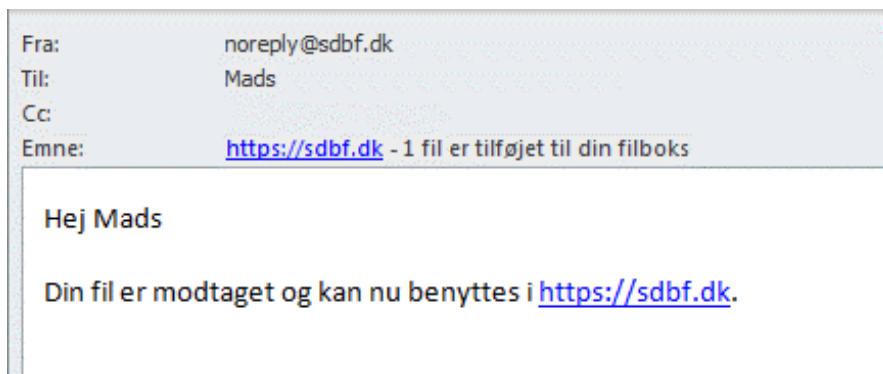 Fra: noreply@sdbf.dk
Til: Mads
Cc:
Emne: https://sdbf.dk - 1 fil er tilføjet til din filboks
Hej Mads
Din fil er modtaget og kan nu benyttes i https://sdbf.dk.